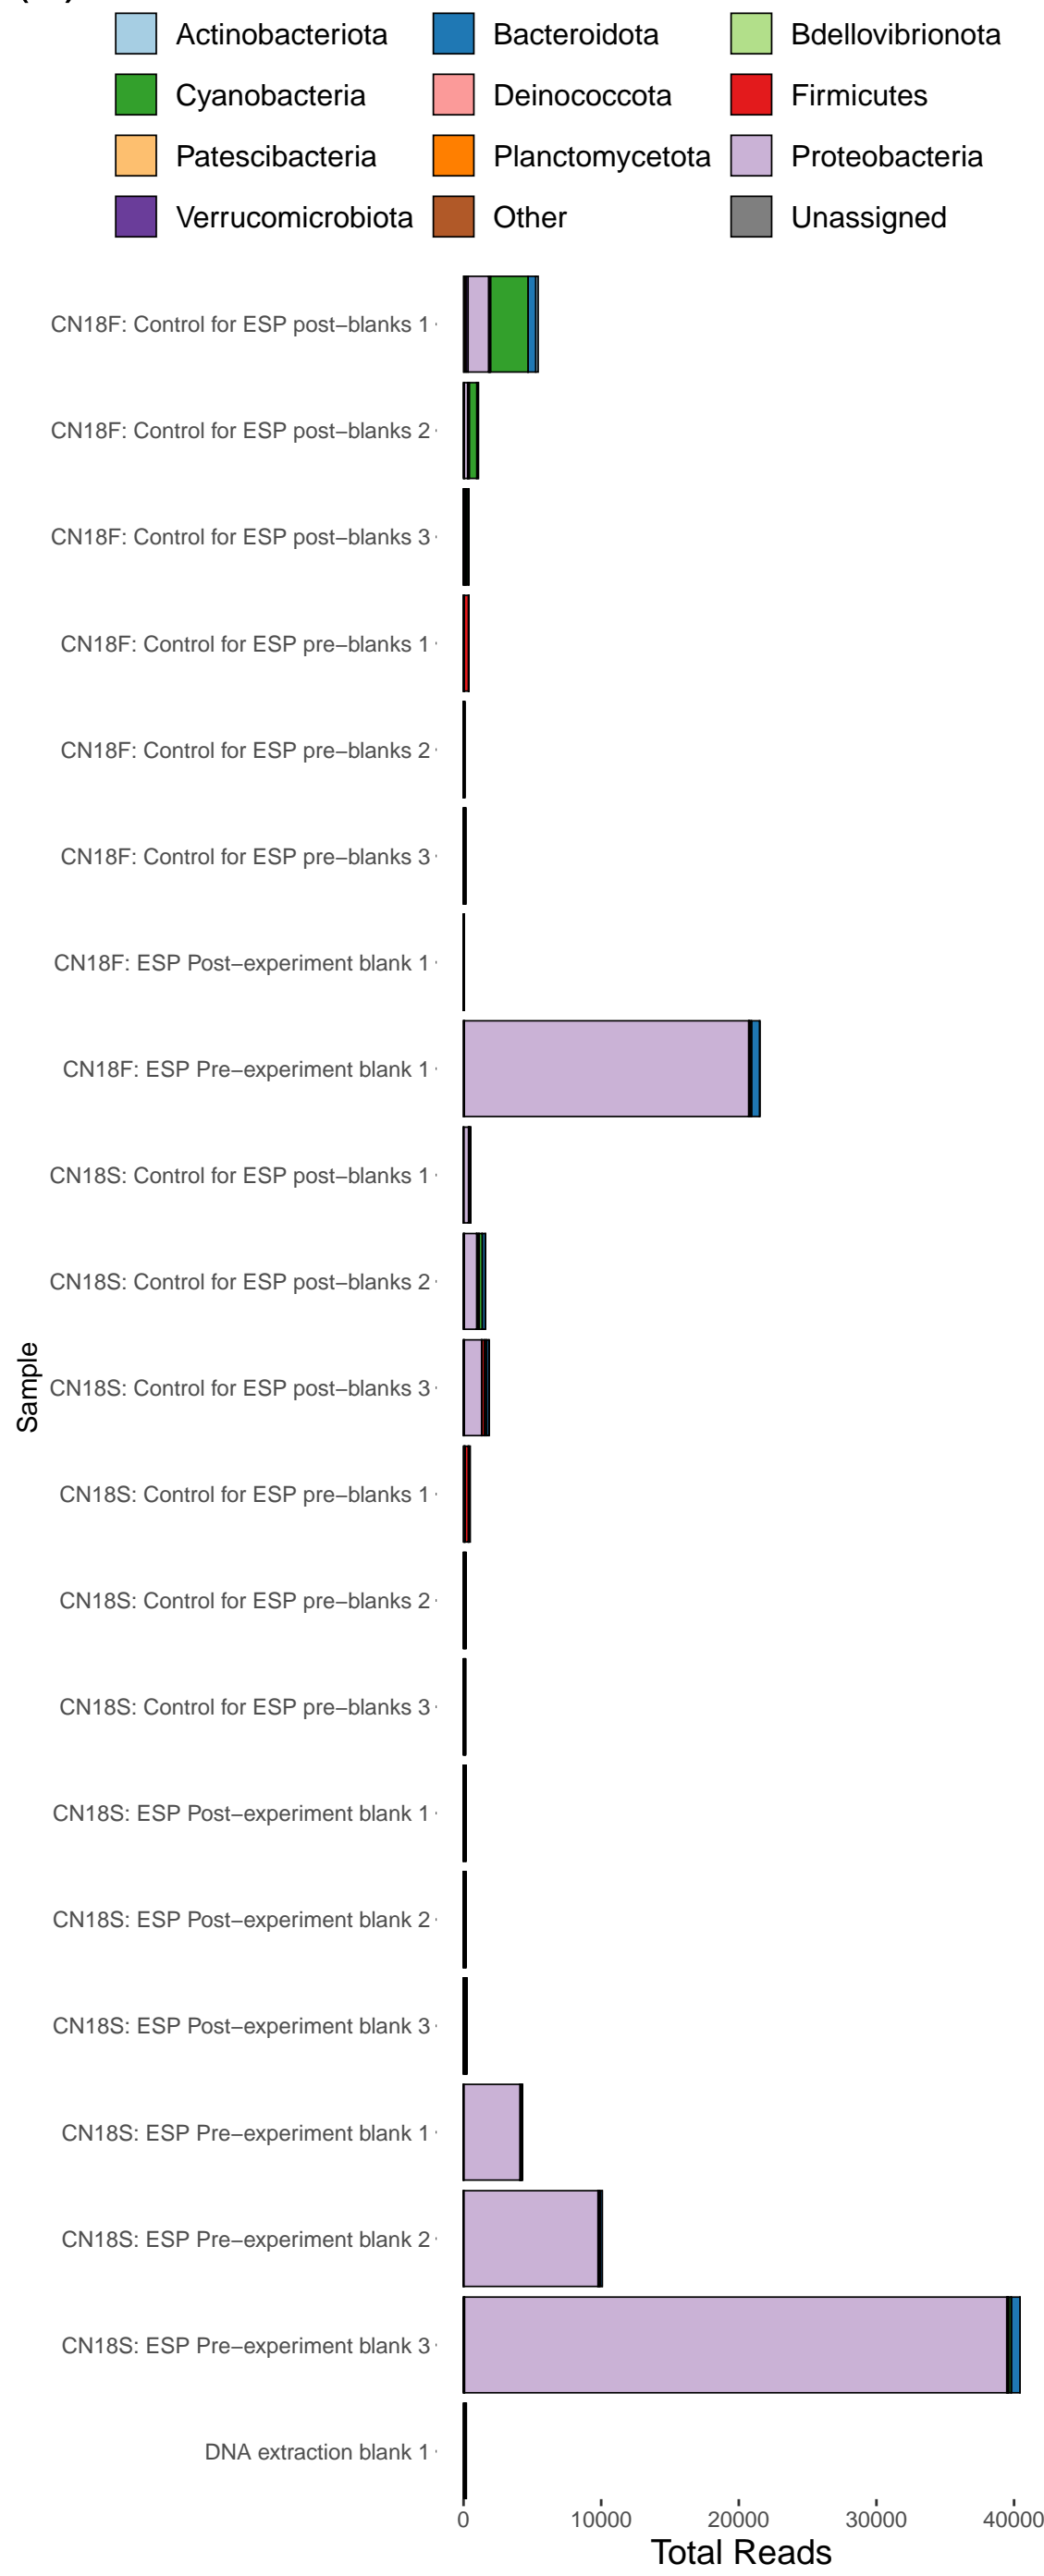 Actinobacteriota Bacteroidota Bdellovibrionota
Cyanobacteria Deinococcota Firmicutes
Patescibacteria Planctomycetota Proteobacteria
Verrucomicrobiota Other Unassigned
CN18F: Control for ESP post−blanks 1
CN18F: Control for ESP post−blanks 2
CN18F: Control for ESP post−blanks 3
CN18F: Control for ESP pre−blanks 1
CN18F: Control for ESP pre−blanks 2
CN18F: Control for ESP pre−blanks 3
CN18F: ESP Post−experiment blank 1
CN18F: ESP Pre−experiment blank 1
CN18S: Control for ESP post−blanks 1
CN18S: Control for ESP post−blanks 2
Sample
CN18S: Control for ESP post−blanks 3
CN18S: Control for ESP pre−blanks 1
CN18S: Control for ESP pre−blanks 2
CN18S: Control for ESP pre−blanks 3
CN18S: ESP Post−experiment blank 1
CN18S: ESP Post−experiment blank 2
CN18S: ESP Post−experiment blank 3
CN18S: ESP Pre−experiment blank 1
CN18S: ESP Pre−experiment blank 2
CN18S: ESP Pre−experiment blank 3
DNA extraction blank 1
0 10000 20000 30000 40000
Total Reads